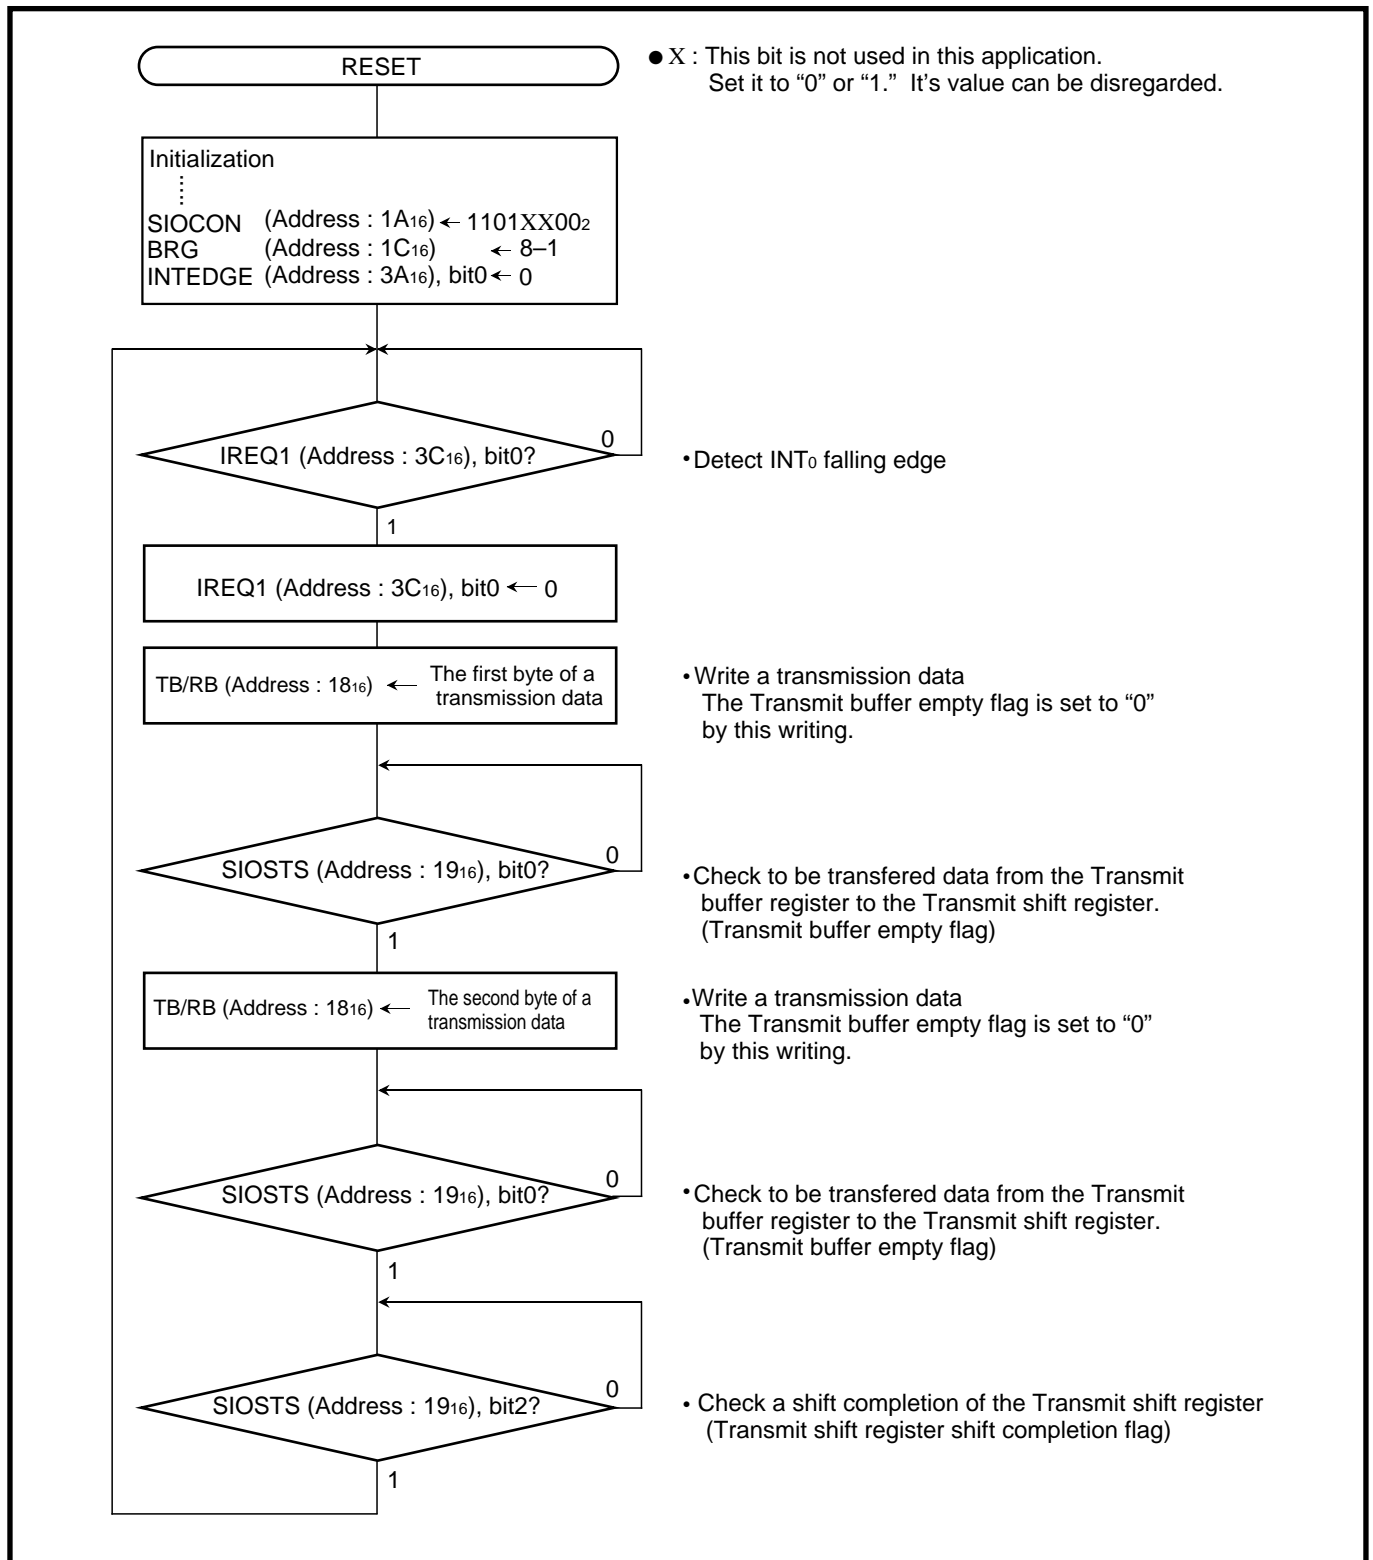 RESET
● X : This bit is not used in this application.
Set it to “0” or “1.” It’s value can be disregarded.
Initialization
SIOCON (Address : 1A16) ← 1101XX002
BRG (Address : 1C16) ← 8–1
INTEDGE (Address : 3A16), bit0 ← 0
IREQ1 (Address : 3C16), bit0?
0
• Detect INT0 falling edge
1
IREQ1 (Address : 3C16), bit0 ← 0
TB/RB (Address : 1816) ← The first byte of a
transmission data
• Write a transmission data
The Transmit buffer empty flag is set to “0”
by this writing.
SIOSTS (Address : 1916), bit0?
0
• Check to be transfered data from the Transmit
buffer register to the Transmit shift register.
(Transmit buffer empty flag)
1
TB/RB (Address : 1816) ← The second byte of a
transmission data
• Write a transmission data
The Transmit buffer empty flag is set to “0”
by this writing.
SIOSTS (Address : 1916), bit0?
0
• Check to be transfered data from the Transmit
buffer register to the Transmit shift register.
(Transmit buffer empty flag)
1
SIOSTS (Address : 1916), bit2?
0
• Check a shift completion of the Transmit shift register
(Transmit shift register shift completion flag)
1